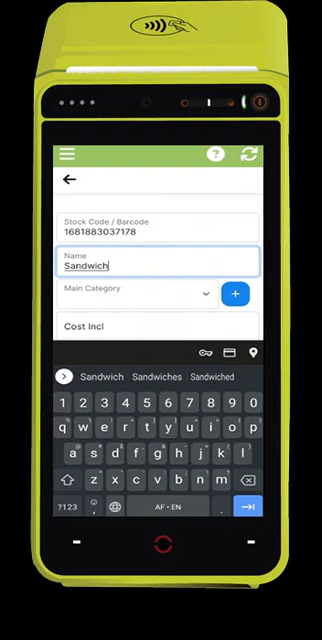 ?
Stock Code / Barcode
1681883037178
Name
Sandwich
Main Category
+
Cost Incl
Sandwich Sandwiches Sandwiched
1 2 3 4 5 6 7 8 9 0
q w e r t y u i o p
a s d f g h j k l
z x c v b n m
?123 , AF • EN .